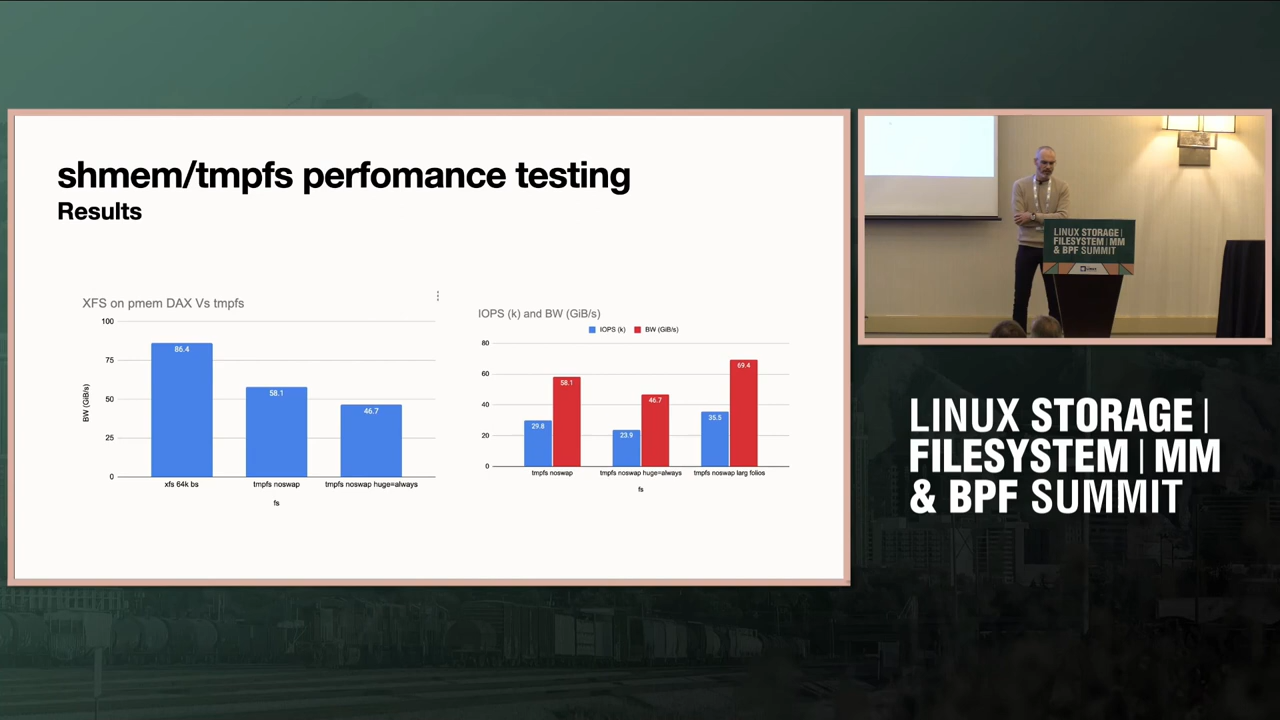 shmem/tmpfs perfomance testing
Results
XFS on pmem DAX Vs tmpfs
BW (GiB/s)
100
75
50
25
0
86.4
58.1
46.7
xfs 64k bs
tmpfs noswap
tmpfs noswap huge=always
fs
IOPS (k) and BW (GiB/s)
IOPS (k)
BW (GiB/s)
80
60
40
20
0
29.8
58.1
23.9
46.7
35.5
69.4
tmpfs noswap
tmpfs noswap huge=always
tmpfs noswap larg folios
fs
LINUX STORAGE |
FILESYSTEM | MM
& BPF SUMMIT
LINUX STORAGE |
FILESYSTEM | MM
& BPF SUMMIT